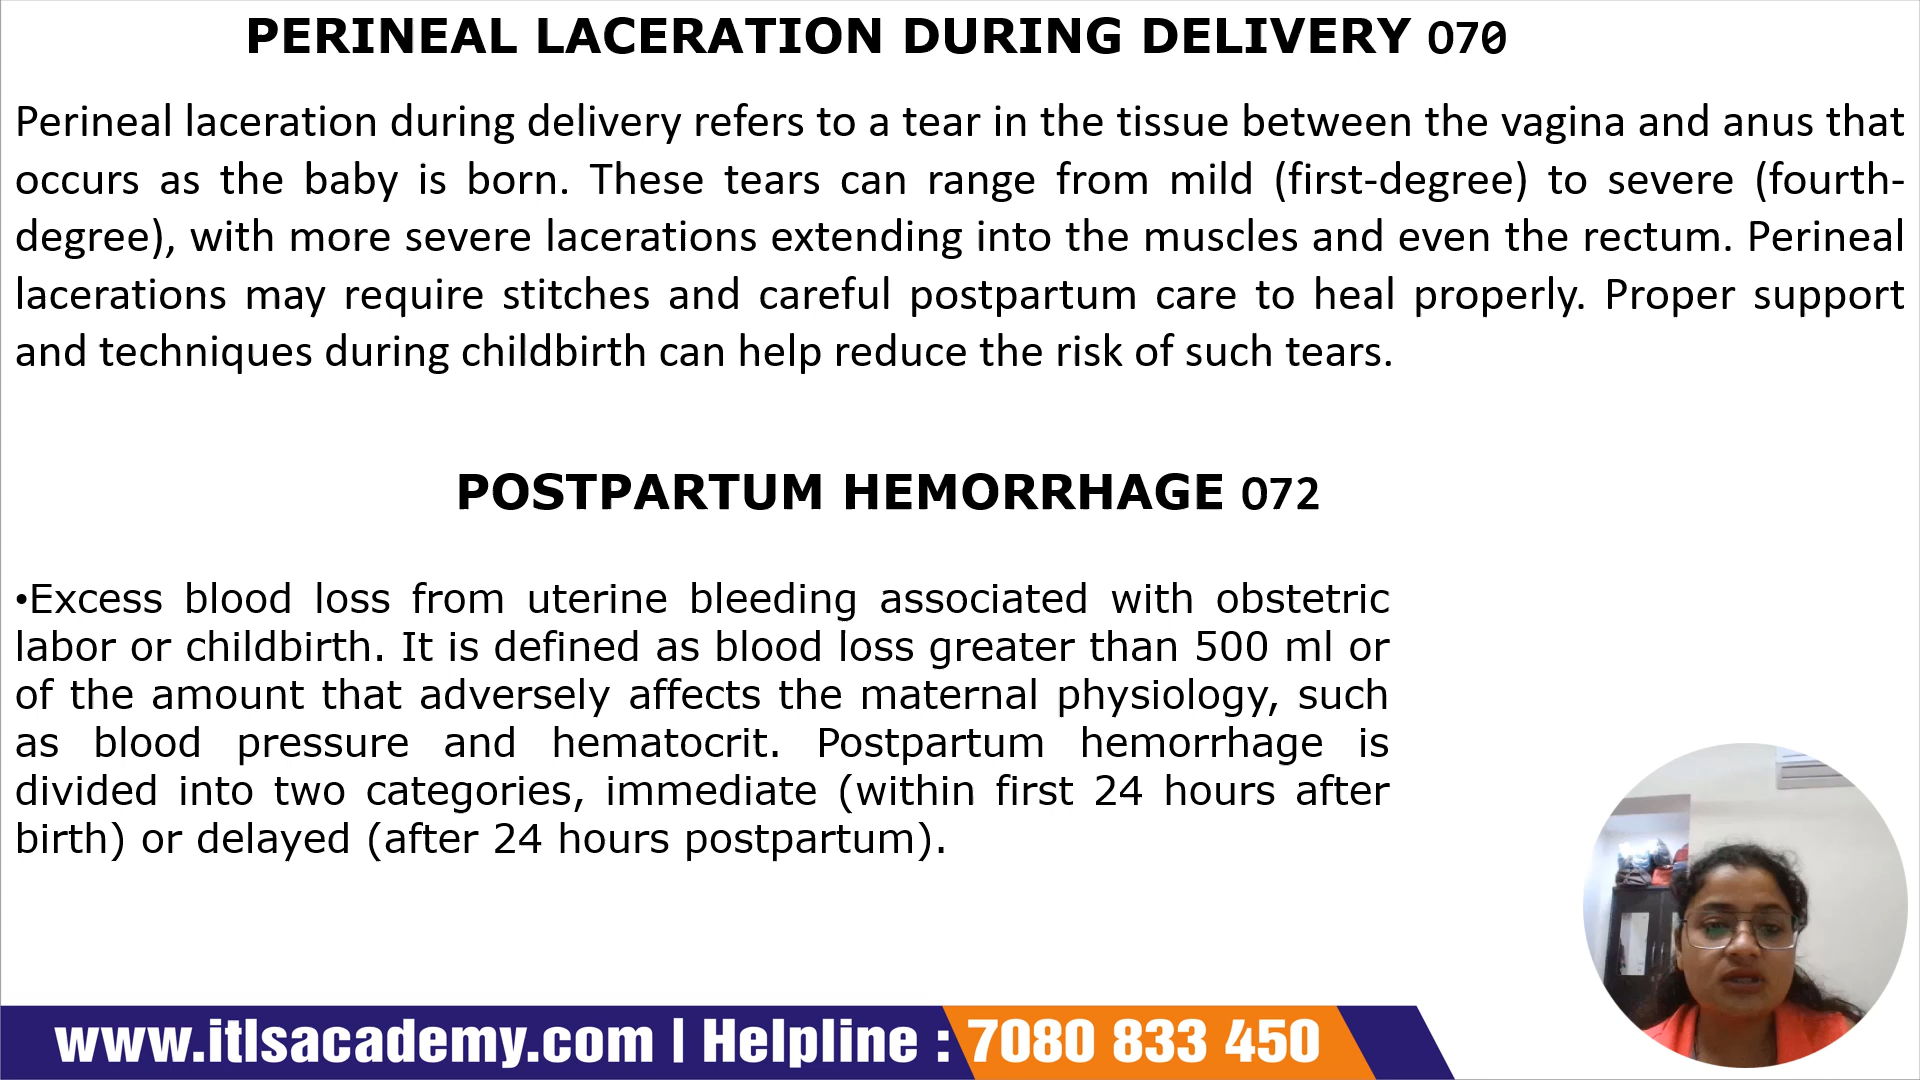 PERINEAL LACERATION DURING DELIVERY O70
Perineal laceration during delivery refers to a tear in the tissue between the vagina and anus that
occurs as the baby is born. These tears can range from mild (first-degree) to severe (fourth-
degree), with more severe lacerations extending into the muscles and even the rectum. Perineal
lacerations may require stitches and careful postpartum care to heal properly. Proper support
and techniques during childbirth can help reduce the risk of such tears.
POSTPARTUM HEMORRHAGE O72
•Excess blood loss from uterine bleeding associated with obstetric
labor or childbirth. It is defined as blood loss greater than 500 ml or
of the amount that adversely affects the maternal physiology, such
as blood pressure and hematocrit. Postpartum hemorrhage is
divided into two categories, immediate (within first 24 hours after
birth) or delayed (after 24 hours postpartum).
www.itlsacademy.com | Helpline : 7080 833 450